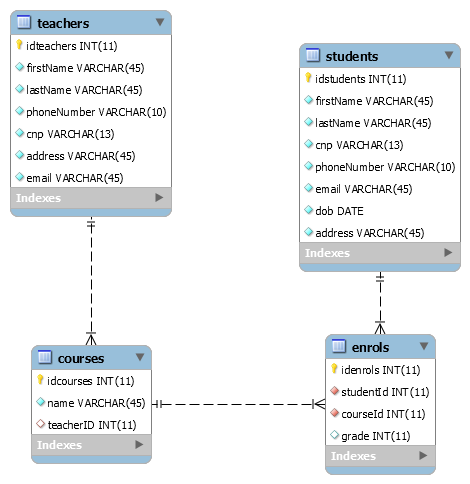 teachers
idteachers INT(11)
firstName VARCHAR(45)
lastName VARCHAR(45)
phoneNumber VARCHAR(10)
cnp VARCHAR(13)
address VARCHAR(45)
email VARCHAR(45)
Indexes
students
idstudents INT(11)
firstName VARCHAR(45)
lastName VARCHAR(45)
cnp VARCHAR(13)
phoneNumber VARCHAR(10)
email VARCHAR(45)
dob DATE
address VARCHAR(45)
Indexes
courses
idcourses INT(11)
name VARCHAR(45)
teacherID INT(11)
Indexes
enrols
idenrols INT(11)
studentId INT(11)
courseId INT(11)
grade INT(11)
Indexes